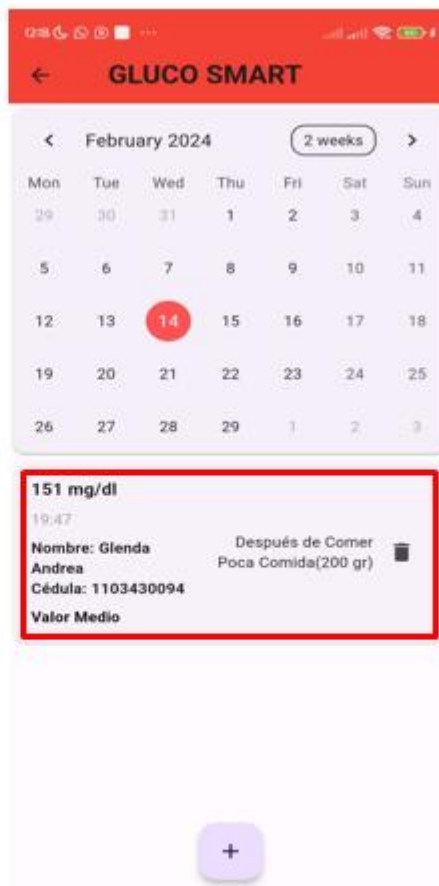 GLUCO SMART
February 2024 2 weeks
Mon Tue Wed Thu Fri Sat Sun
29 30 31 1 2 3 4
5 6 7 8 9 10 11
12 13 14 15 16 17 18
19 20 21 22 23 24 25
26 27 28 29 1 2 3
151 mg/dl
19:47
Nombre: Glenda
Andrea
Cédula: 1103430094
Valor Medio
Después de Comer
Poca Comida(200 gr)
+